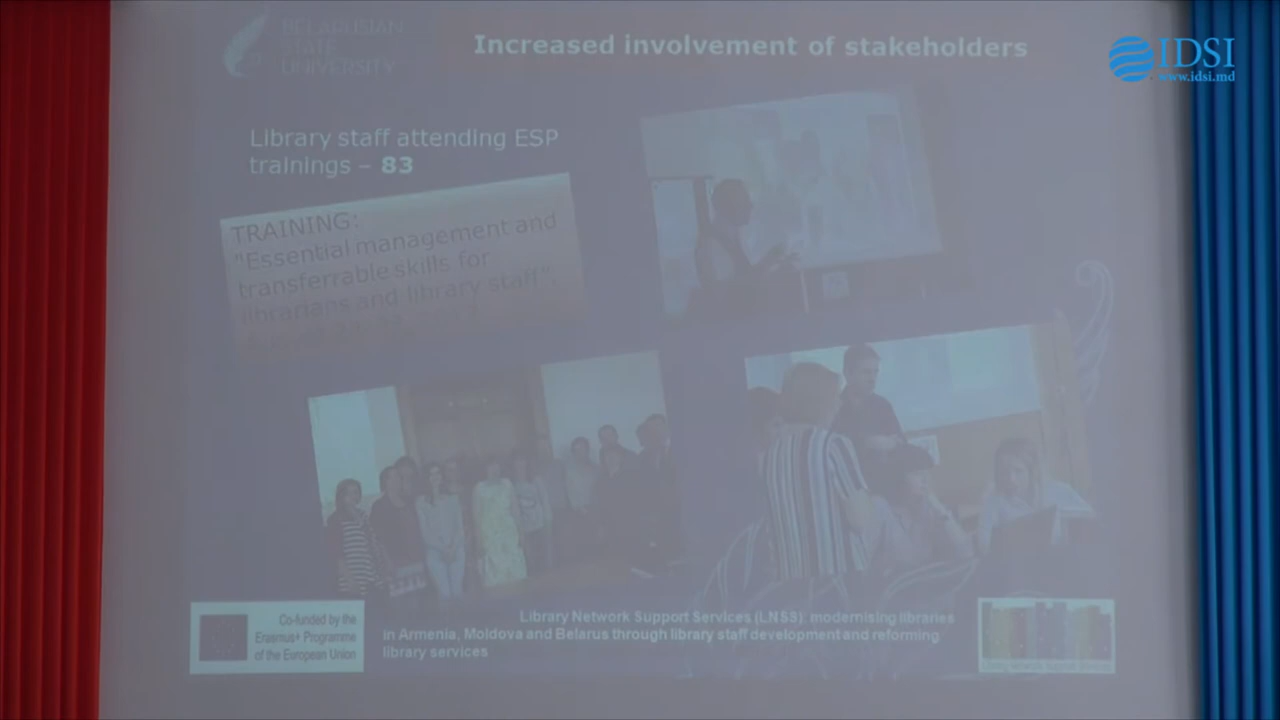 BELARUSIAN
STATE
UNIVERSITY
Increased involvement of stakeholders
IDSI
www.idsi.md
Library staff attending ESP
trainings – 83
TRAINING:
"Essential management and
transferrable skills for
librarians and library staff",
Co-funded by the
Erasmus+ Programme
of the European Union
Library Network Support Services (LNSS): modernising libraries
in Armenia, Moldova and Belarus through library staff development and reforming
library services